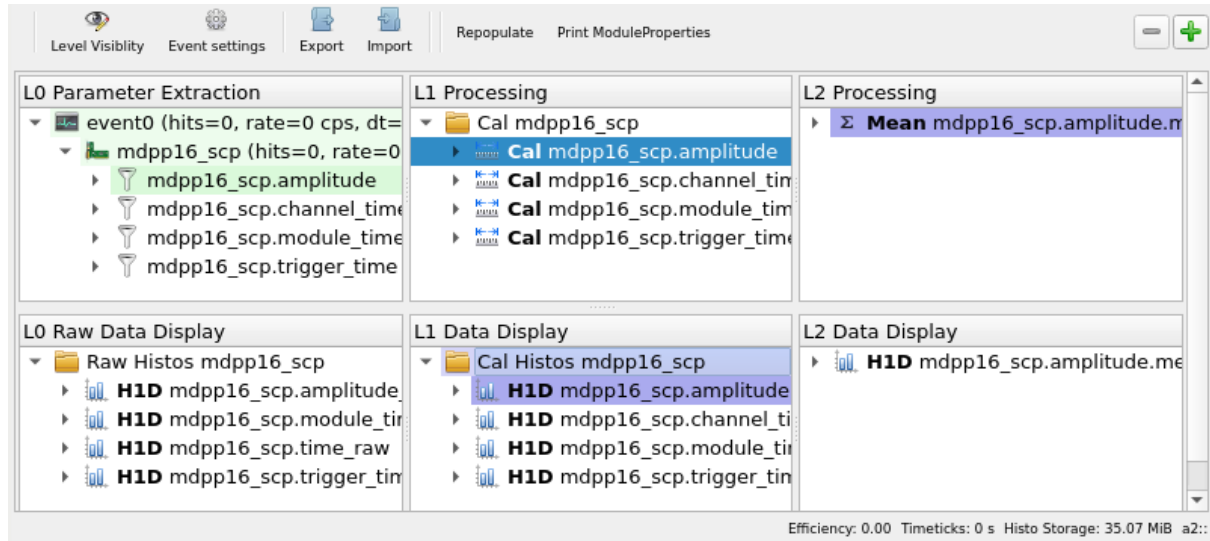 Level Visiblity Event settings Export Import Repopulate Print ModuleProperties
L0 Parameter Extraction
event0 (hits=0, rate=0 cps, dt=
mdpp16_scp (hits=0, rate=0
mdpp16_scp.amplitude
mdpp16_scp.channel_time
mdpp16_scp.module_time
mdpp16_scp.trigger_time
L1 Processing
Cal mdpp16_scp
Cal mdpp16_scp.amplitude
Cal mdpp16_scp.channel_tim
Cal mdpp16_scp.module_tim
Cal mdpp16_scp.trigger_time
L2 Processing
Σ Mean mdpp16_scp.amplitude.m
L0 Raw Data Display
Raw Histos mdpp16_scp
H1D mdpp16_scp.amplitude_
H1D mdpp16_scp.module_tim
H1D mdpp16_scp.time_raw
H1D mdpp16_scp.trigger_tim
L1 Data Display
Cal Histos mdpp16_scp
H1D mdpp16_scp.amplitude
H1D mdpp16_scp.channel_ti
H1D mdpp16_scp.module_ti
H1D mdpp16_scp.trigger_tim
L2 Data Display
H1D mdpp16_scp.amplitude.me
Efficiency: 0.00 Timeticks: 0 s Histo Storage: 35.07 MiB a2::